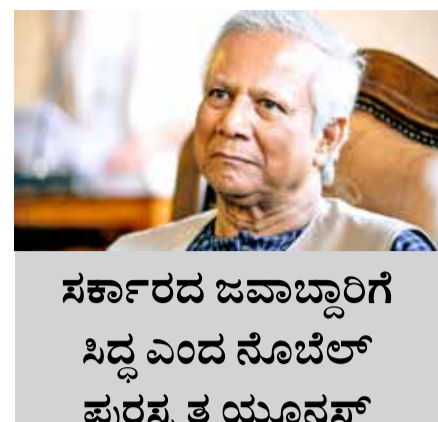 ಸರ್ಕಾರದ ಜವಾಬ್ದಾರಿಗೆ
ಸಿದ್ಧ ಎಂದ ನೊಬೆಲ್
ಪುರಸ್ಕೃತ ಯೂನಸ್